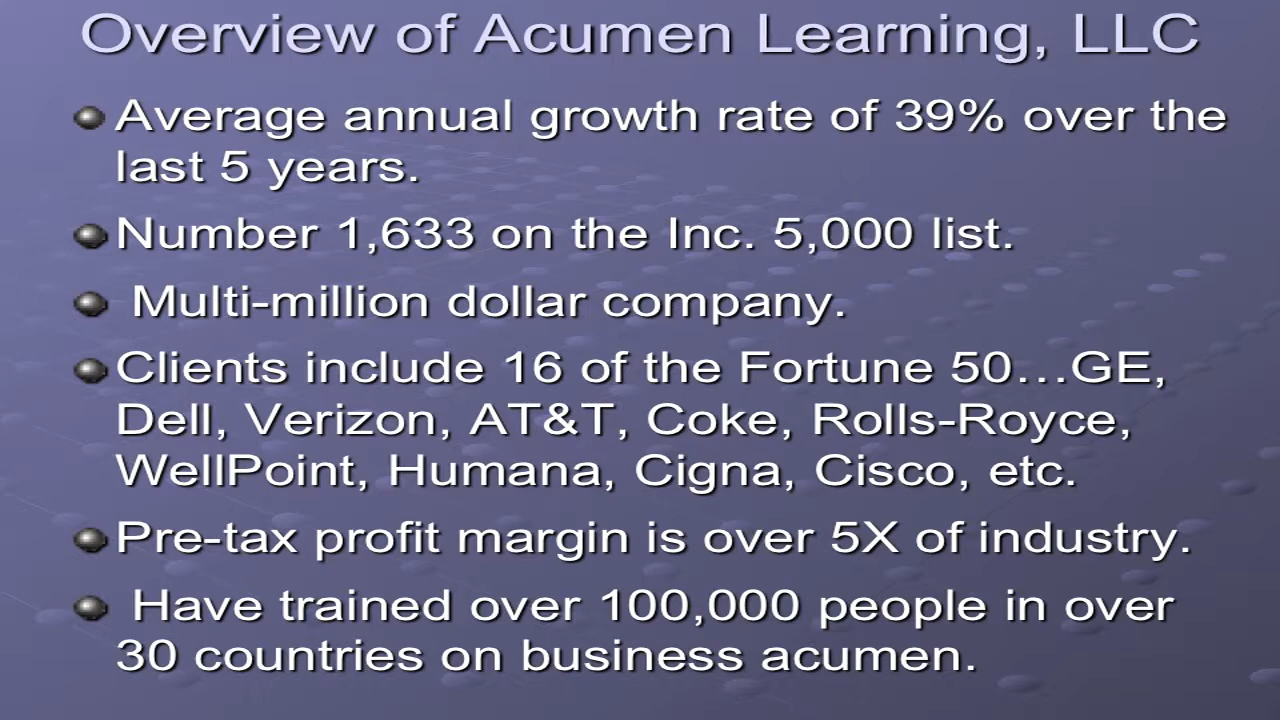 Overview of Acumen Learning, LLC
Average annual growth rate of 39% over the
last 5 years.
Number 1,633 on the Inc. 5,000 list.
Multi-million dollar company.
Clients include 16 of the Fortune 50…GE,
Dell, Verizon, AT&T, Coke, Rolls-Royce,
WellPoint, Humana, Cigna, Cisco, etc.
Pre-tax profit margin is over 5X of industry.
Have trained over 100,000 people in over
30 countries on business acumen.